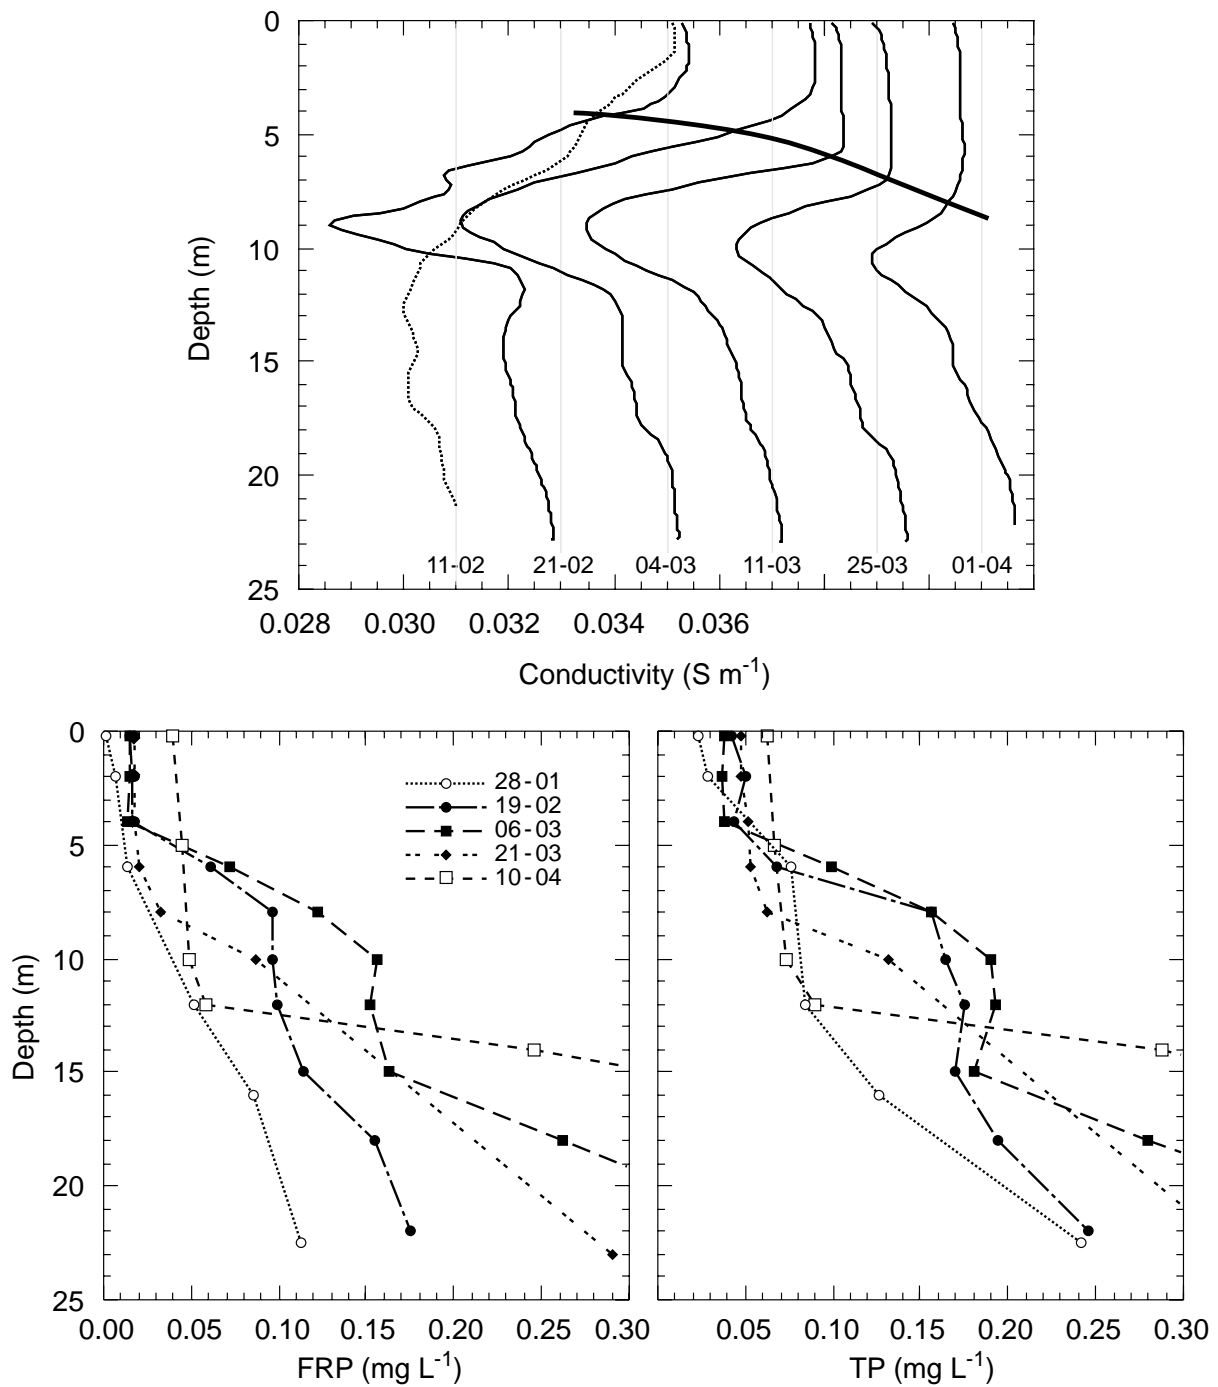 0
5
10
15
20
25
Depth (m)
11-02 21-02 04-03 11-03 25-03 01-04
0.028 0.030 0.032 0.034 0.036
Conductivity (S m-1)
0
5
10
15
20
25
Depth (m)
28-01
19-02
06-03
21-03
10-04
0.00 0.05 0.10 0.15 0.20 0.25 0.30
FRP (mg L-1)
0.05 0.10 0.15 0.20 0.25 0.30
TP (mg L-1)